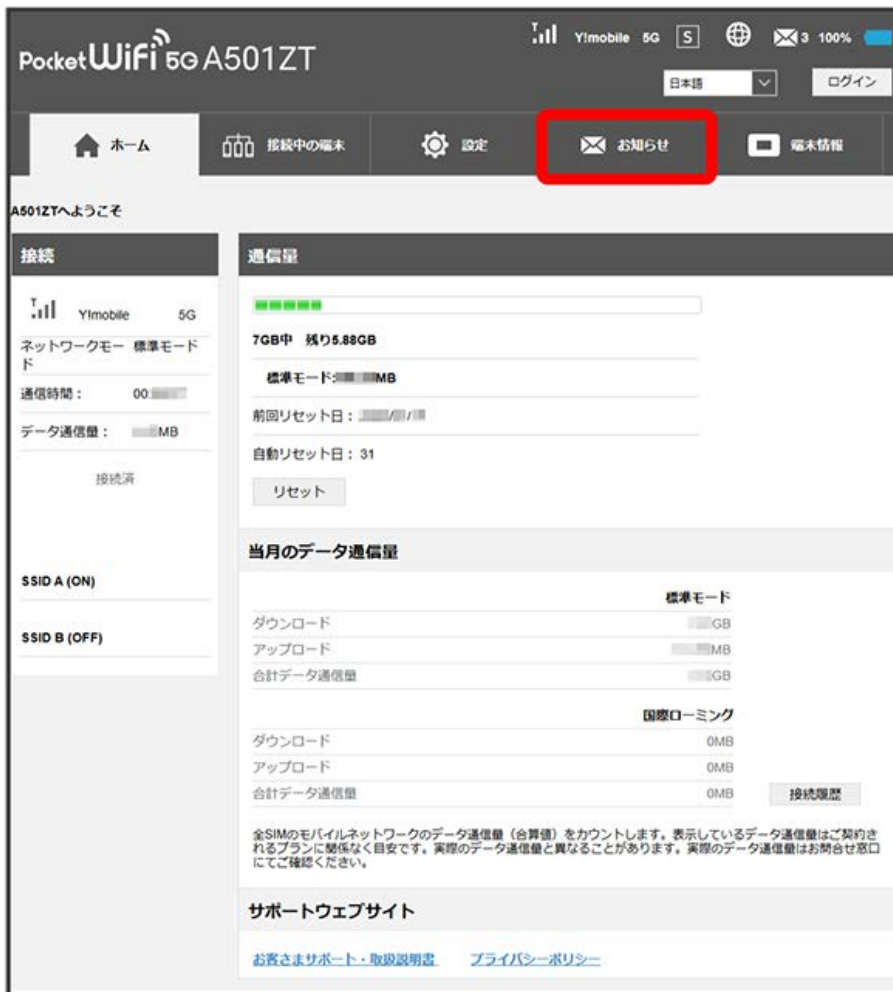 Pocket WiFi 5G A501ZT
Y!mobile 5G S 3 100%
日本語 ログイン
ホーム 接続中の端末 設定 お知らせ 端末情報
A501ZTへようこそ
接続
Y!mobile 5G
ネットワークモー 標準モード
ド
通信時間： 00:
データ通信量： MB
接続済
SSID A (ON)
SSID B (OFF)
通信量
7GB中 残り5.88GB
標準モード: MB
前回リセット日： / /
自動リセット日： 31
リセット
当月のデータ通信量
標準モード
ダウンロード GB
アップロード MB
合計データ通信量 GB
国際ローミング
ダウンロード 0MB
アップロード 0MB
合計データ通信量 0MB 接続履歴
全SIMのモバイルネットワークのデータ通信量（合算値）をカウントします。表示しているデータ通信量はご契約さ
れるプランに関係なく目安です。実際のデータ通信量と異なることがあります。実際のデータ通信量はお問合せ窓口
にてご確認ください。
サポートウェブサイト
お客さまサポート・取扱説明書 プライバシーポリシー